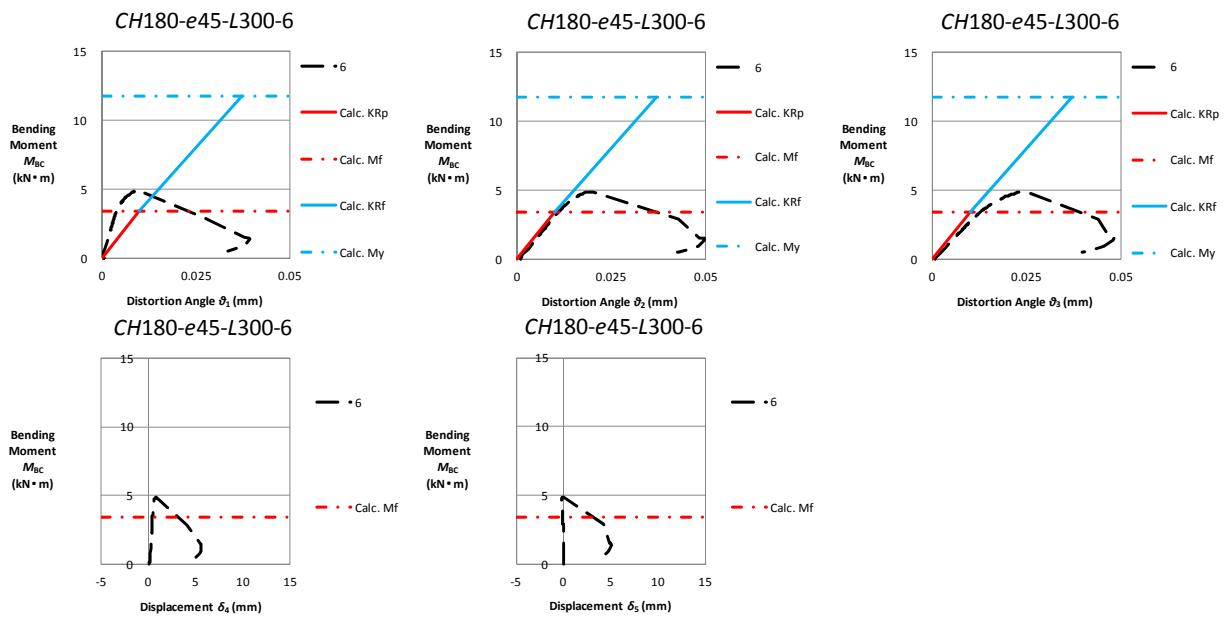 CH180-e45-L300-6
15
10
5
0
0
0.025
0.05
Bending
Moment
M_BC
(kN•m)
Distortion Angle ϑ₁ (mm)
6
Calc. KRp
Calc. Mf
Calc. KRf
Calc. My
CH180-e45-L300-6
15
10
5
0
0
0.025
0.05
Bending
Moment
M_BC
(kN•m)
Distortion Angle ϑ₂ (mm)
6
Calc. KRp
Calc. Mf
Calc. KRf
Calc. My
CH180-e45-L300-6
15
10
5
0
0
0.025
0.05
Bending
Moment
M_BC
(kN•m)
Distortion Angle ϑ₃ (mm)
6
Calc. KRp
Calc. Mf
Calc. KRf
Calc. My
CH180-e45-L300-6
15
10
5
0
-5
0
5
10
15
Bending
Moment
M_BC
(kN•m)
Displacement δ₄ (mm)
6
Calc. Mf
CH180-e45-L300-6
15
10
5
0
-5
0
5
10
15
Bending
Moment
M_BC
(kN•m)
Displacement δ₅ (mm)
6
Calc. Mf